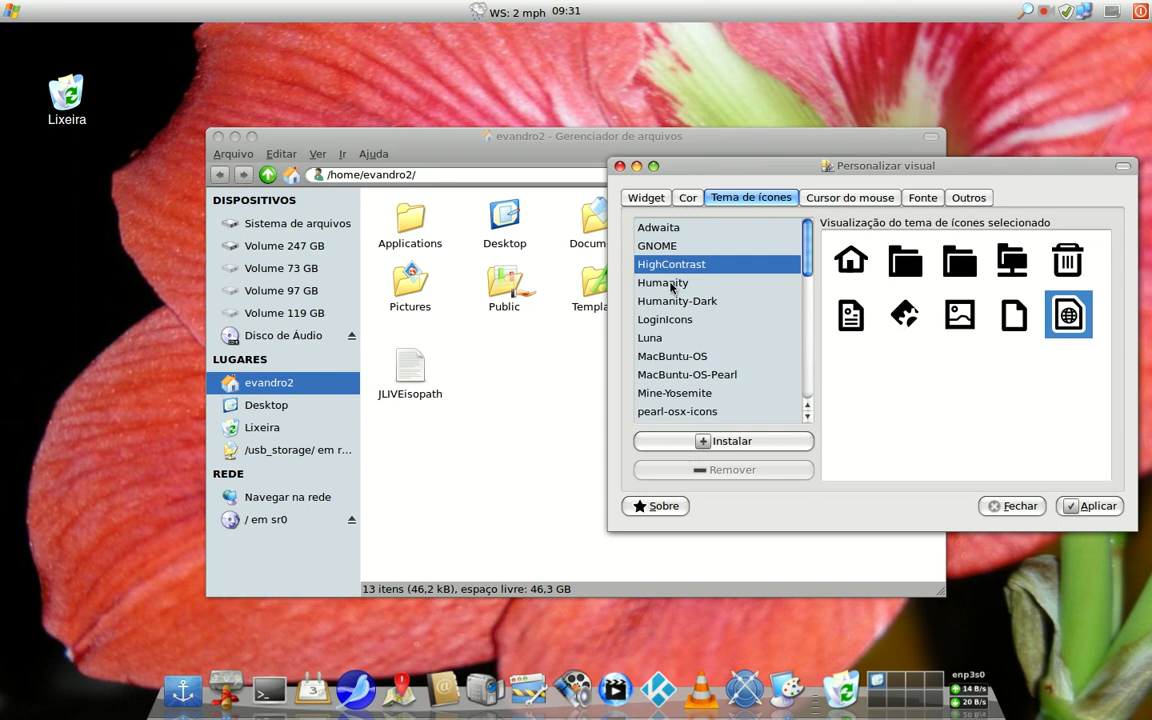 WS: 2 mph 09:31
Lixeira
evandro2 - Gerenciador de arquivos
Arquivo Editar Ver Ir Ajuda
/home/evandro2/
DISPOSITIVOS
Sistema de arquivos
Volume 247 GB
Volume 73 GB
Volume 97 GB
Volume 119 GB
Disco de Áudio
LUGARES
evandro2
Desktop
Lixeira
/usb_storage/ em r...
REDE
Navegar na rede
/ em sr0
Applications Desktop Docum
Pictures Public Templa
JLIVEisopath
13 itens (46,2 kB), espaço livre: 46,3 GB
Personalizar visual
Widget Cor Tema de ícones Cursor do mouse Fonte Outros
Adwaita
GNOME
HighContrast
Humanity
Humanity-Dark
LoginIcons
Luna
MacBuntu-OS
MacBuntu-OS-Pearl
Mine-Yosemite
pearl-osx-icons
Instalar
Remover
Visualização do tema de ícones selecionado
Sobre Fechar Aplicar
3
enp3s0
14 B/s
20 B/s